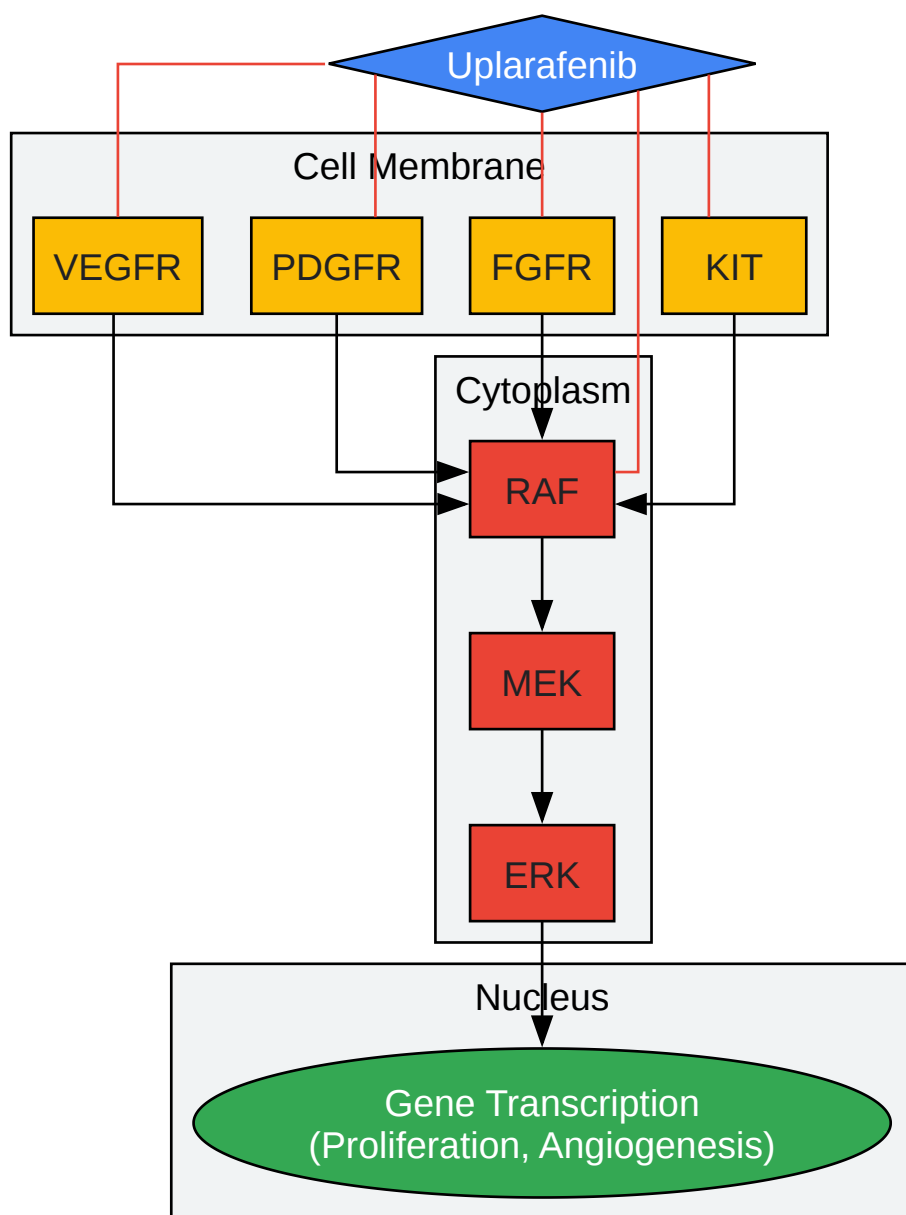 Uplarafenib
Cell Membrane
VEGFR
PDGFR
FGFR
KIT
Cytoplasm
RAF
MEK
ERK
Nucleus
Gene Transcription
(Proliferation, Angiogenesis)